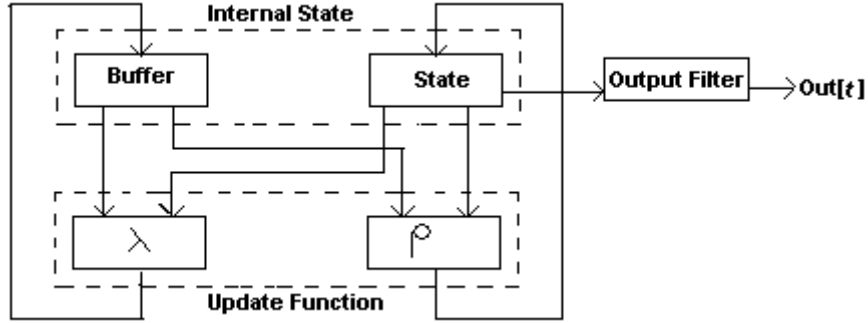 Internal State
Buffer
State
Output Filter
Out[t]
λ
ρ
Update Function